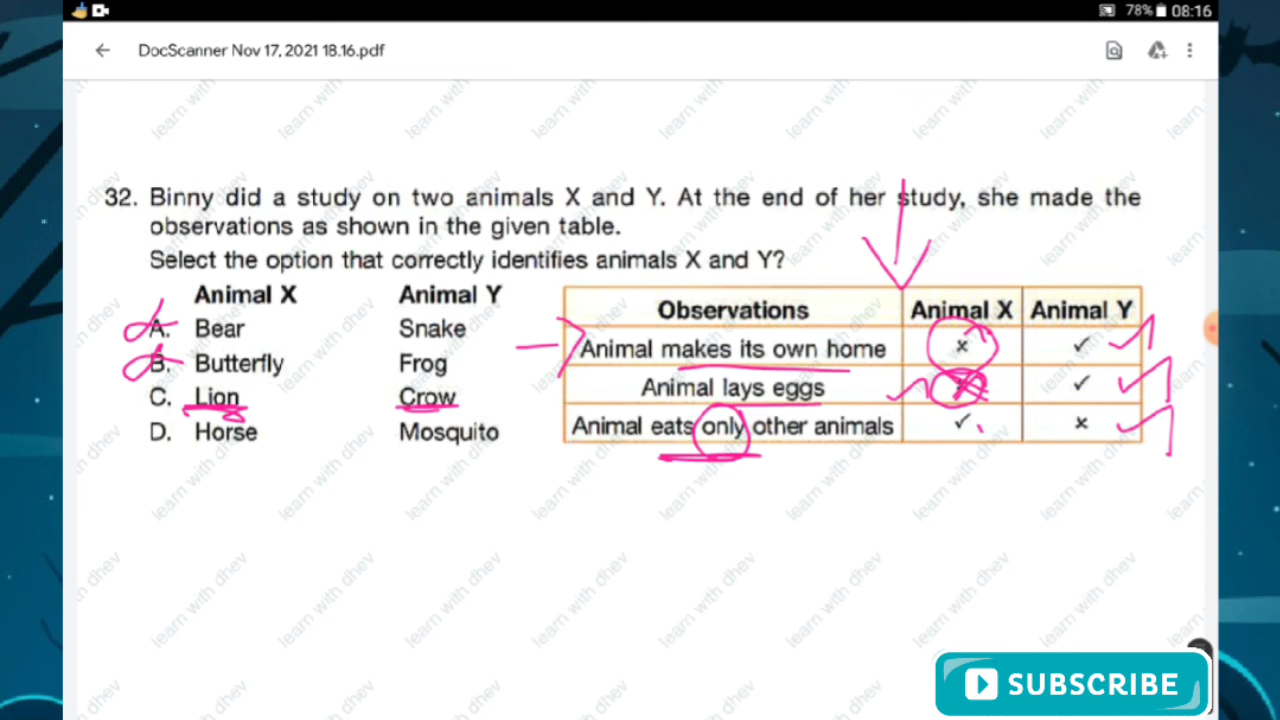 78% 08:16
DocScanner Nov 17, 2021 18.16.pdf
32. Binny did a study on two animals X and Y. At the end of her study, she made the
observations as shown in the given table.
Select the option that correctly identifies animals X and Y?
Animal X Animal Y
A. Bear Snake
B. Butterfly Frog
C. Lion Crow
D. Horse Mosquito
Observations Animal X Animal Y
Animal makes its own home × ✓
Animal lays eggs × ✓
Animal eats only other animals ✓ ×
learn with dhev
SUBSCRIBE